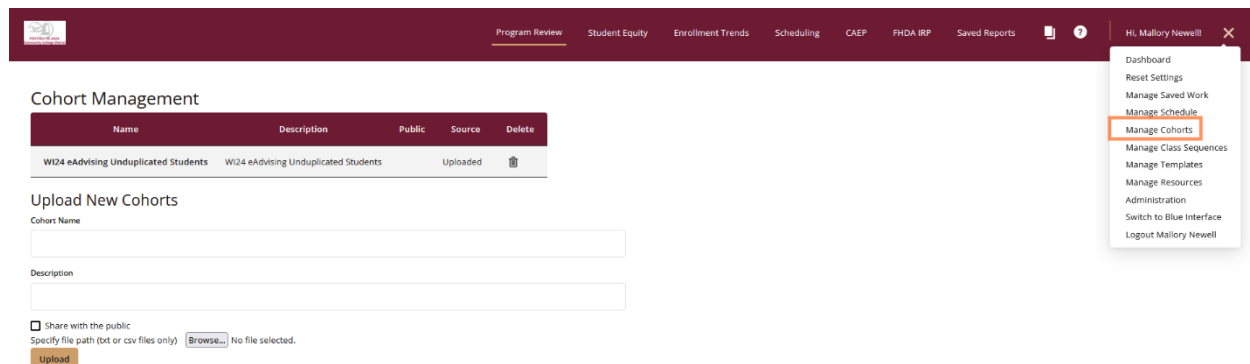 Program Review Student Equity Enrollment Trends Scheduling CAEP FHDA IRP Saved Reports ? Hi, Mallory Newell!
Dashboard
Reset Settings
Manage Saved Work
Manage Schedule
Manage Cohorts
Manage Class Sequences
Manage Templates
Manage Resources
Administration
Switch to Blue Interface
Logout Mallory Newell
Cohort Management
Name Description Public Source Delete
WI24 eAdvising Unduplicated Students WI24 eAdvising Unduplicated Students Uploaded
Upload New Cohorts
Cohort Name
Description
Share with the public
Specify file path (txt or csv files only) Browse... No file selected.
Upload